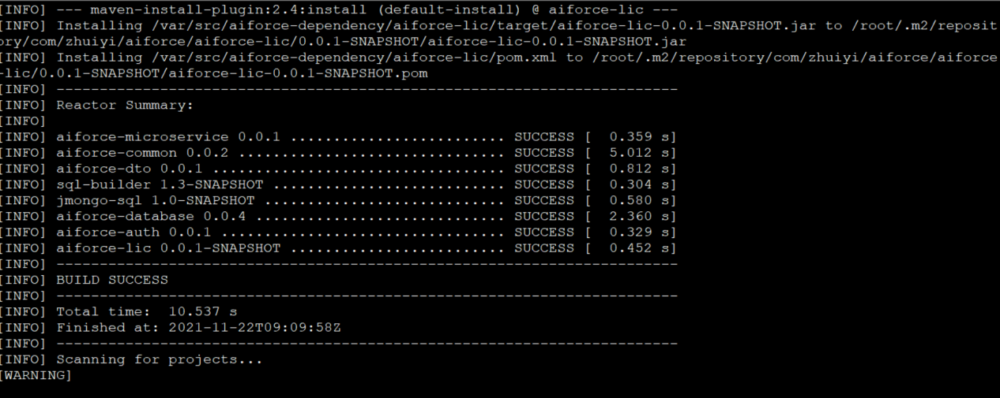 [INFO] --- maven-install-plugin:2.4:install (default-install) @ aiforce-lic ---
[INFO] Installing /var/src/aiforce-dependency/aiforce-lic/target/aiforce-lic-0.0.1-SNAPSHOT.jar to /root/.m2/reposit
ory/com/zhuiyi/aiforce/aiforce-lic/0.0.1-SNAPSHOT/aiforce-lic-0.0.1-SNAPSHOT.jar
[INFO] Installing /var/src/aiforce-dependency/aiforce-lic/pom.xml to /root/.m2/repository/com/zhuiyi/aiforce/aiforce
-lic/0.0.1-SNAPSHOT/aiforce-lic-0.0.1-SNAPSHOT.pom
[INFO] ------------------------------------------------------------------------
[INFO] Reactor Summary:
[INFO]
[INFO] aiforce-microservice 0.0.1 ......................... SUCCESS [  0.359 s]
[INFO] aiforce-common 0.0.2 ............................... SUCCESS [  5.012 s]
[INFO] aiforce-dto 0.0.1 .................................. SUCCESS [  0.812 s]
[INFO] sql-builder 1.3-SNAPSHOT ........................... SUCCESS [  0.304 s]
[INFO] jmongo-sql 1.0-SNAPSHOT ............................ SUCCESS [  0.580 s]
[INFO] aiforce-database 0.0.4 ............................. SUCCESS [  2.360 s]
[INFO] aiforce-auth 0.0.1 ................................. SUCCESS [  0.329 s]
[INFO] aiforce-lic 0.0.1-SNAPSHOT ......................... SUCCESS [  0.452 s]
[INFO] ------------------------------------------------------------------------
[INFO] BUILD SUCCESS
[INFO] ------------------------------------------------------------------------
[INFO] Total time:  10.537 s
[INFO] Finished at: 2021-11-22T09:09:58Z
[INFO] ------------------------------------------------------------------------
[INFO] Scanning for projects...
[WARNING]